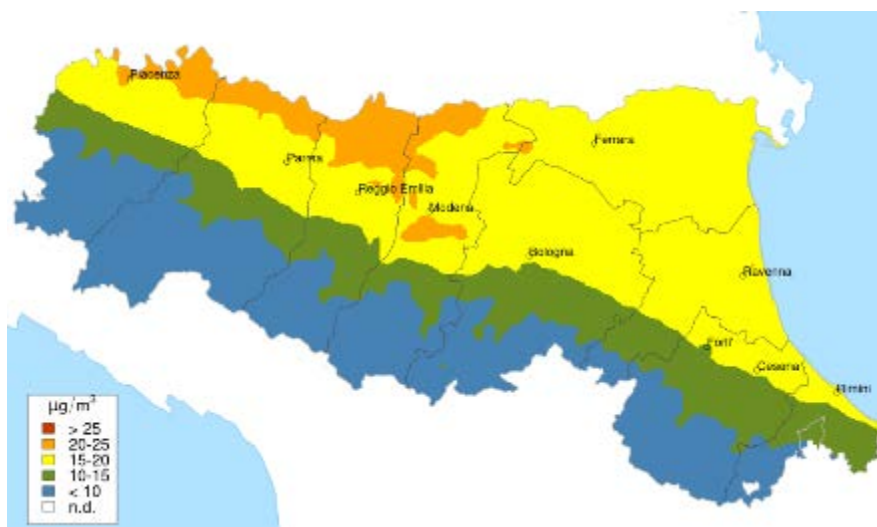 Piacenza
Ferrara
Parma
Reggio Emilia
Modena
Bologna
Ravenna
Forlì
Cesena
Rimini
µg/m³
> 25
20-25
15-20
10-15
< 10
n.d.